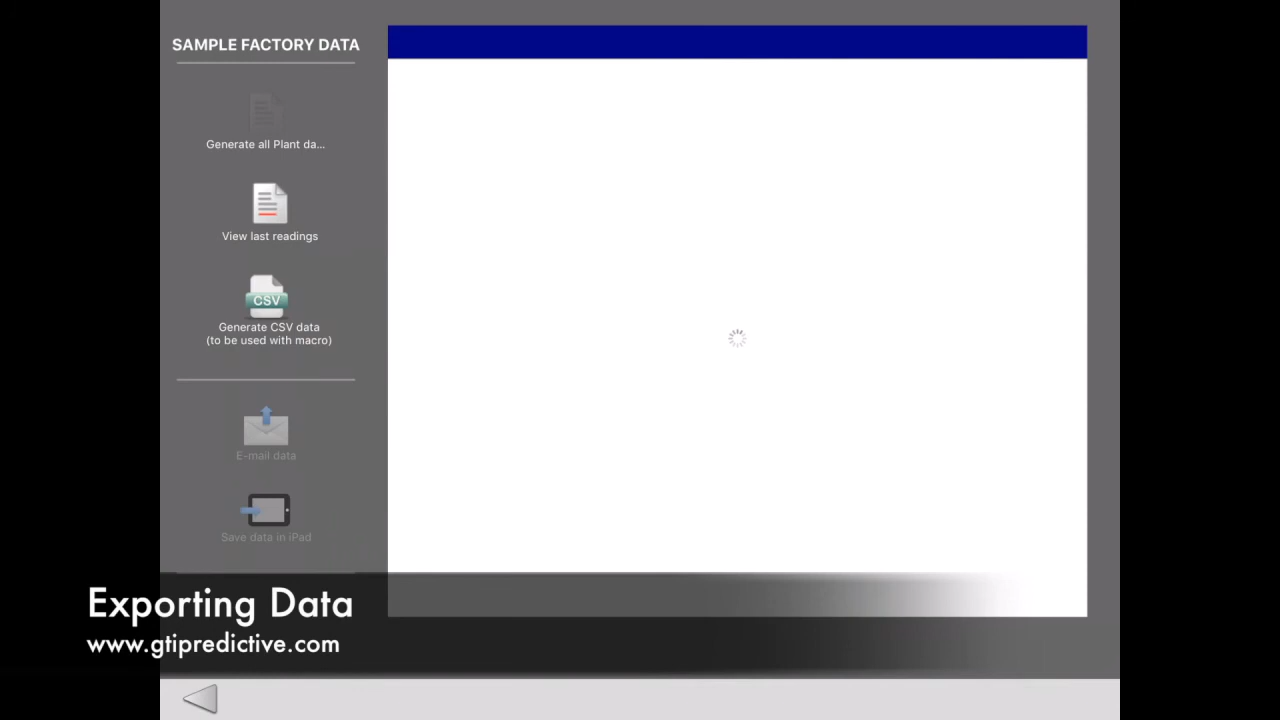 SAMPLE FACTORY DATA
Generate all Plant da...
View last readings
CSV
Generate CSV data
(to be used with macro)
E-mail data
Save data in iPad
Exporting Data
www.gtipredictive.com